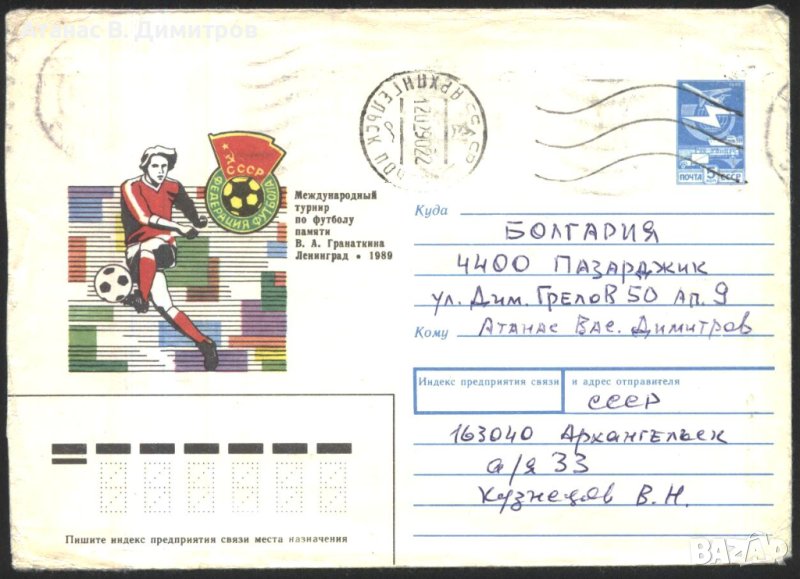 Атанас В. Димитров
АРХАНГЕЛЬСК
СССР
ФЕДЕРАЦИЯ ФУТБОЛА
Международный
турнир
по футболу
памяти
В. А. Гранаткина
Ленинград • 1989
ПОЧТА 5 СССР
Куда БОЛГАРИЯ
4400 ПАЗАРДЖИК
ул. Дим. Грелов 50 ап. 9
Кому Атанас Вас. Димитров
Индекс предприятия связи и адрес отправителя
СССР
163040 Архангельск
а/я 33
Кузнецов В.Н.
Пишите индекс предприятия связи места назначения
BAZAR